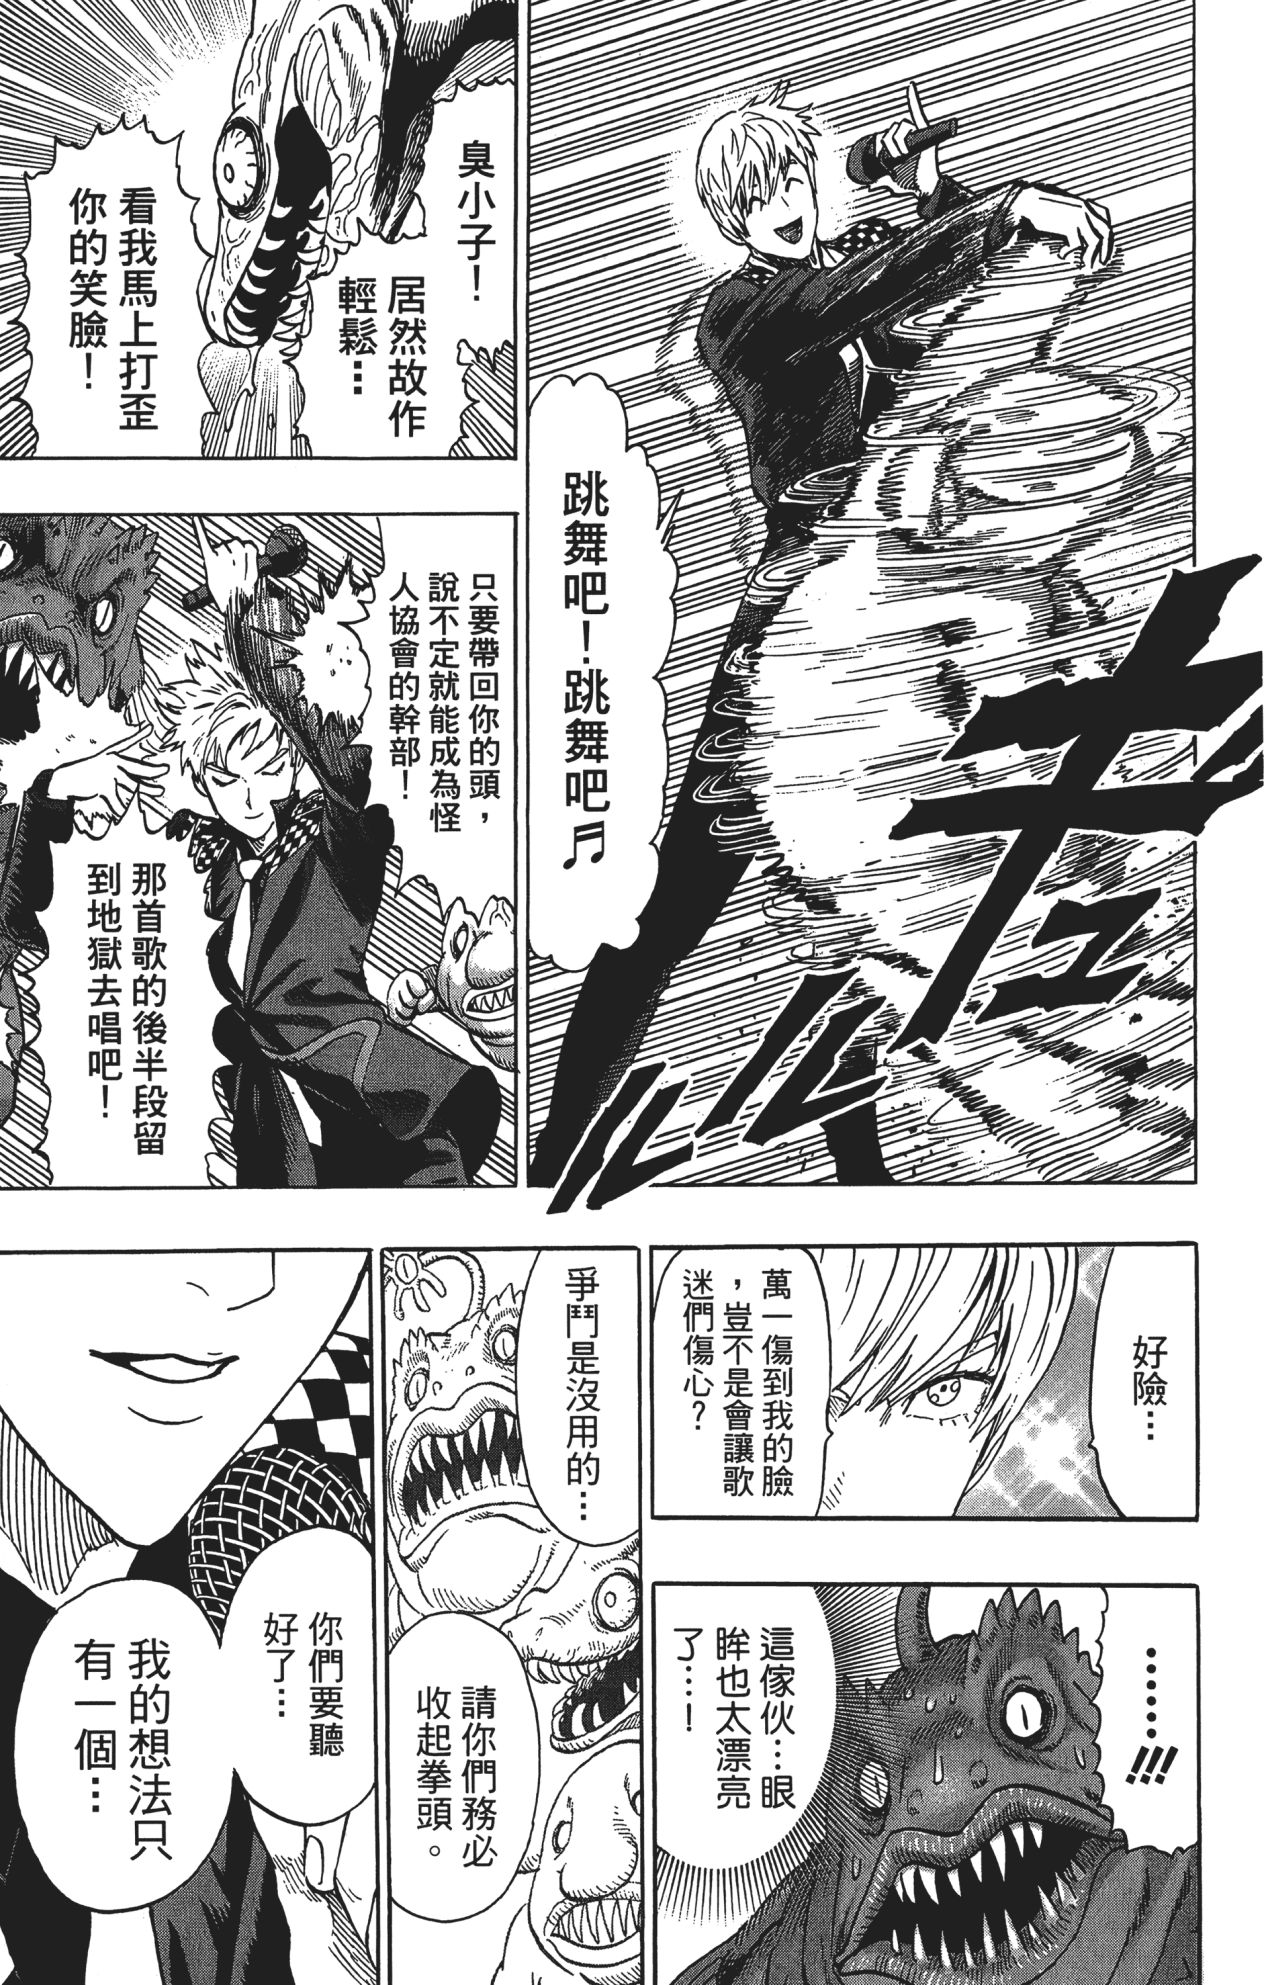 跳舞吧！跳舞吧♬
ギュルルル
臭小子！
居然故作
輕鬆…
看我馬上打歪
你的笑臉！
只要帶回你的頭，
說不定就能成為怪
人協會的幹部！
那首歌的後半段留
到地獄去唱吧！
好險…
萬一傷到我的臉
，豈不是會讓歌
迷們傷心？
……!!!
這傢伙…眼
眸也太漂亮
了…！
爭鬥是沒用的…
請你們務必
收起拳頭。
你們要聽
好了…
我的想法只
有一個…